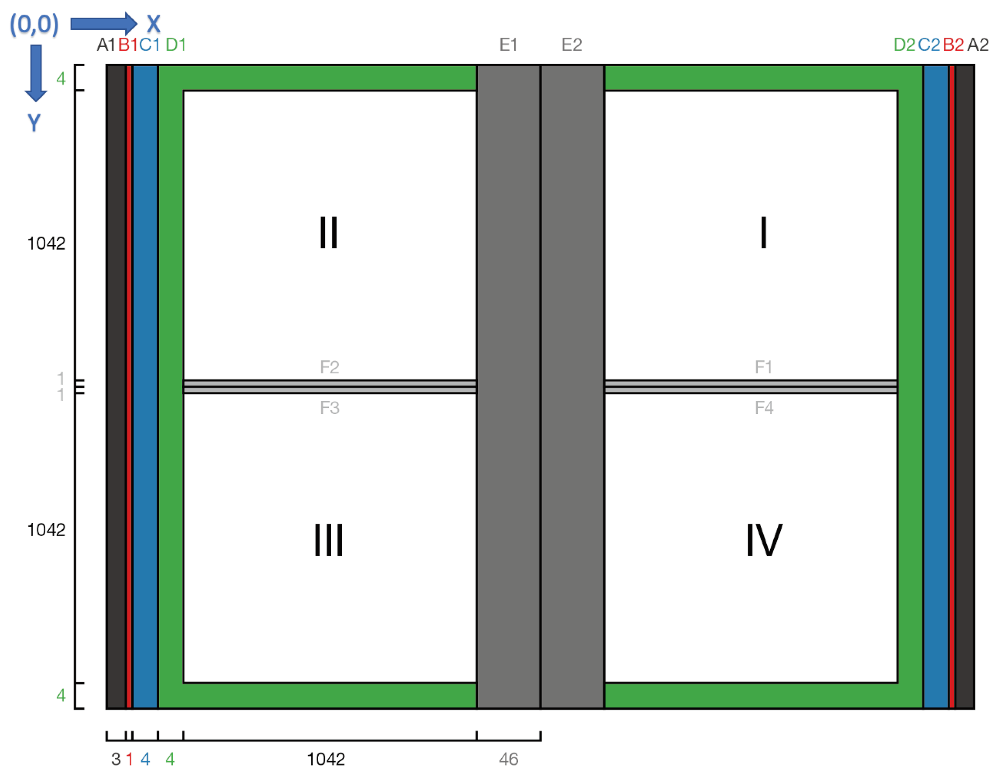 (0,0) X
A1 B1 C1 D1 E1 E2 D2 C2 B2 A2
4
Y
II I
1042
F2 F1
1
1
F3 F4
1042
III IV
4
3 1 4 4 1042 46